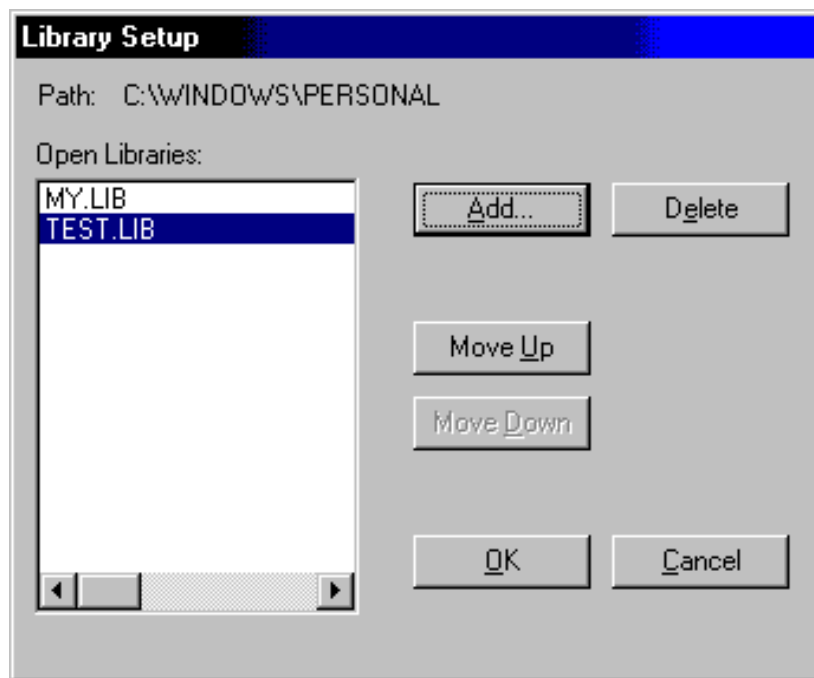 Library Setup
Path: C:\WINDOWS\PERSONAL
Open Libraries:
MY.LIB
TEST.LIB
Add...
Delete
Move Up
Move Down
OK
Cancel